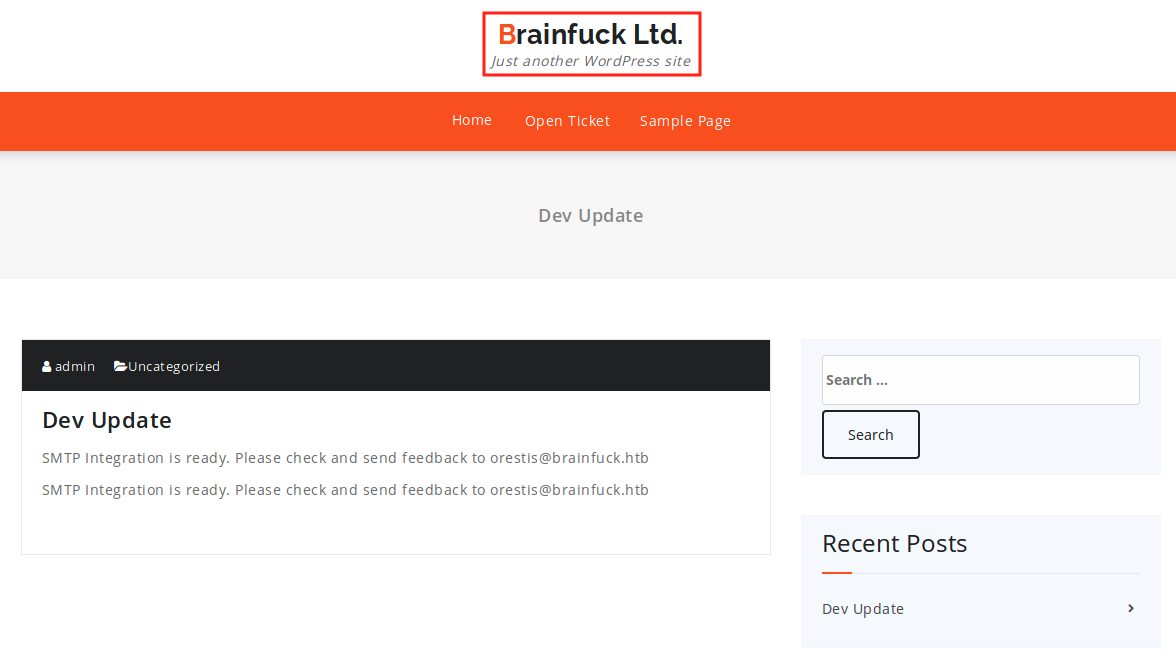 Brainfuck Ltd.
Just another WordPress site
Home Open Ticket Sample Page
Dev Update
admin Uncategorized
Dev Update
SMTP Integration is ready. Please check and send feedback to orestis@brainfuck.htb
SMTP Integration is ready. Please check and send feedback to orestis@brainfuck.htb
Search ...
Search
Recent Posts
Dev Update